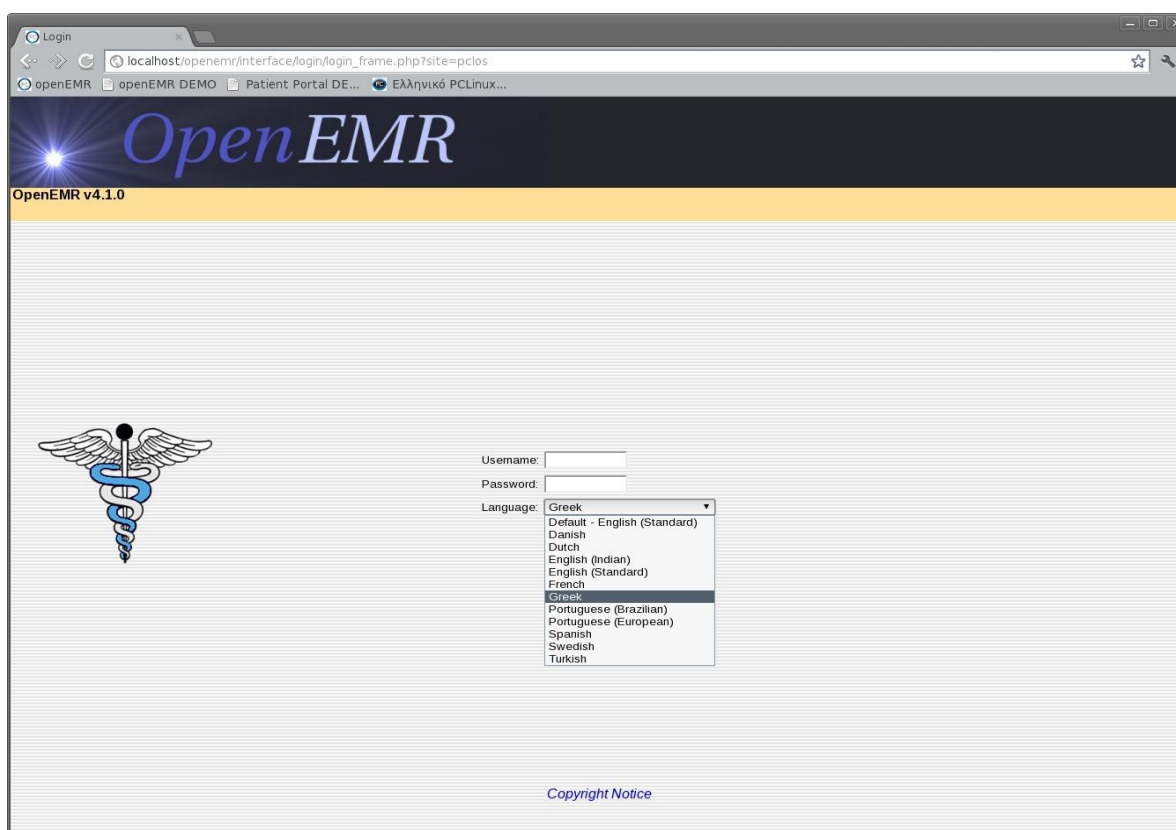 Login
localhost/openemr/interface/login/login_frame.php?site=pclos
openEMR openEMR DEMO Patient Portal DE... Ελληνικό PCLinux...
OpenEMR
OpenEMR v4.1.0
Username:
Password:
Language: Greek
Default - English (Standard)
Danish
Dutch
English (Indian)
English (Standard)
French
Greek
Portuguese (Brazilian)
Portuguese (European)
Spanish
Swedish
Turkish
Copyright Notice